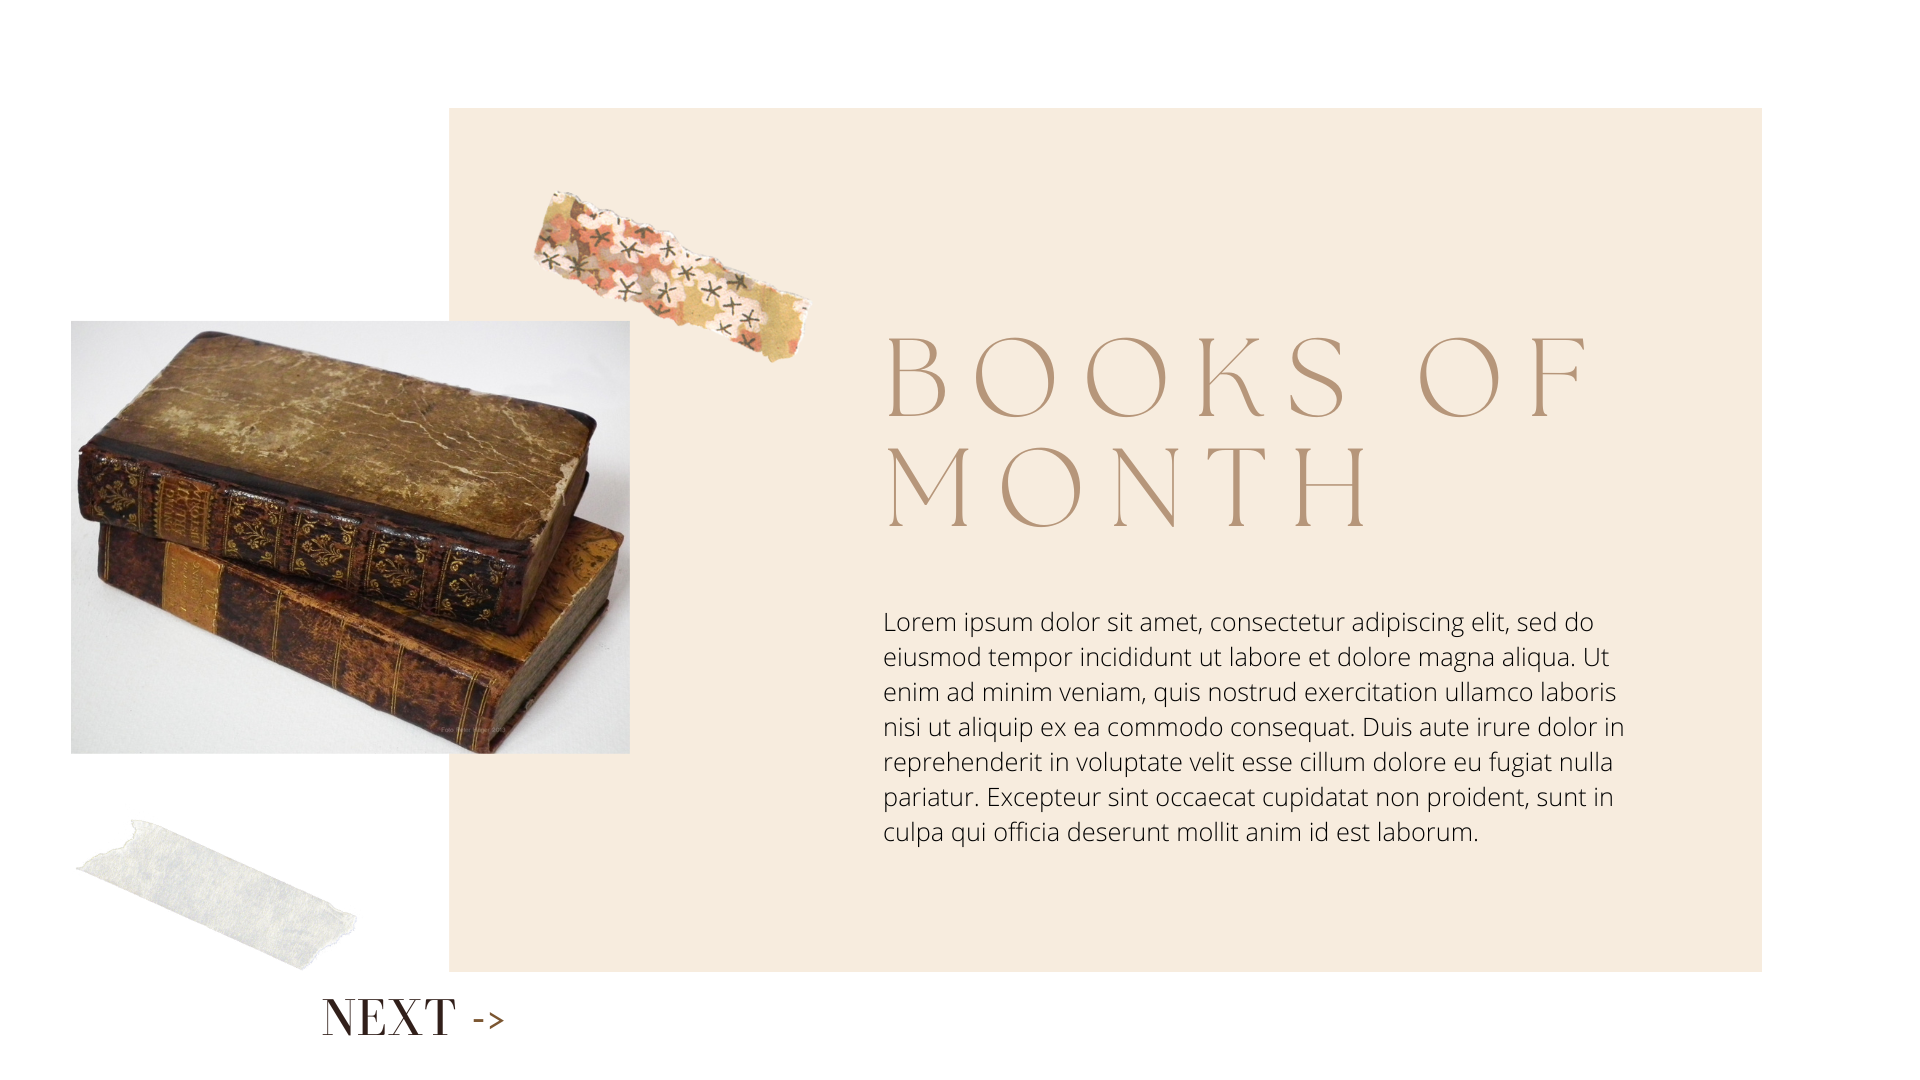 BOOKS OF
MONTH
Lorem ipsum dolor sit amet, consectetur adipiscing elit, sed do
eiusmod tempor incididunt ut labore et dolore magna aliqua. Ut
enim ad minim veniam, quis nostrud exercitation ullamco laboris
nisi ut aliquip ex ea commodo consequat. Duis aute irure dolor in
reprehenderit in voluptate velit esse cillum dolore eu fugiat nulla
pariatur. Excepteur sint occaecat cupidatat non proident, sunt in
culpa qui officia deserunt mollit anim id est laborum.
NEXT ->